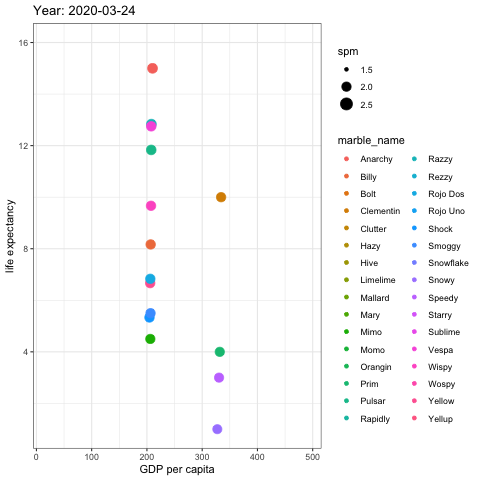 Year: 2020-03-24
16
12
8
4
life expectancy
0
100
200
300
400
500
GDP per capita
spm
1.5
2.0
2.5
marble_name
Anarchy
Billy
Bolt
Clementin
Clutter
Hazy
Hive
Limelime
Mallard
Mary
Mimo
Momo
Orangin
Prim
Pulsar
Rapidly
Razzy
Rezzy
Rojo Dos
Rojo Uno
Shock
Smoggy
Snowflake
Snowy
Speedy
Starry
Sublime
Vespa
Wispy
Wospy
Yellow
Yellup